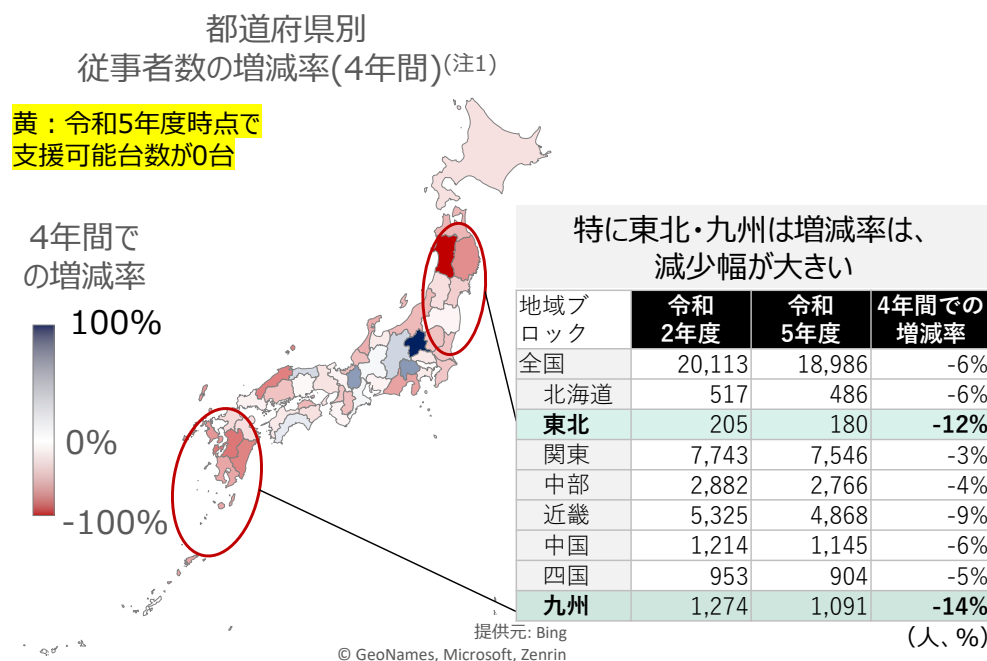 都道府県別
従事者数の増減率(4年間)(注1)
黄：令和5年度時点で
支援可能台数が0台
4年間で
の増減率
100%
0%
-100%
特に東北・九州は増減率は、
減少幅が大きい
地域ブロック 令和2年度 令和5年度 4年間での増減率
全国 20,113 18,986 -6%
北海道 517 486 -6%
東北 205 180 -12%
関東 7,743 7,546 -3%
中部 2,882 2,766 -4%
近畿 5,325 4,868 -9%
中国 1,214 1,145 -6%
四国 953 904 -5%
九州 1,274 1,091 -14%
(人、%)
提供元: Bing
© GeoNames, Microsoft, Zenrin